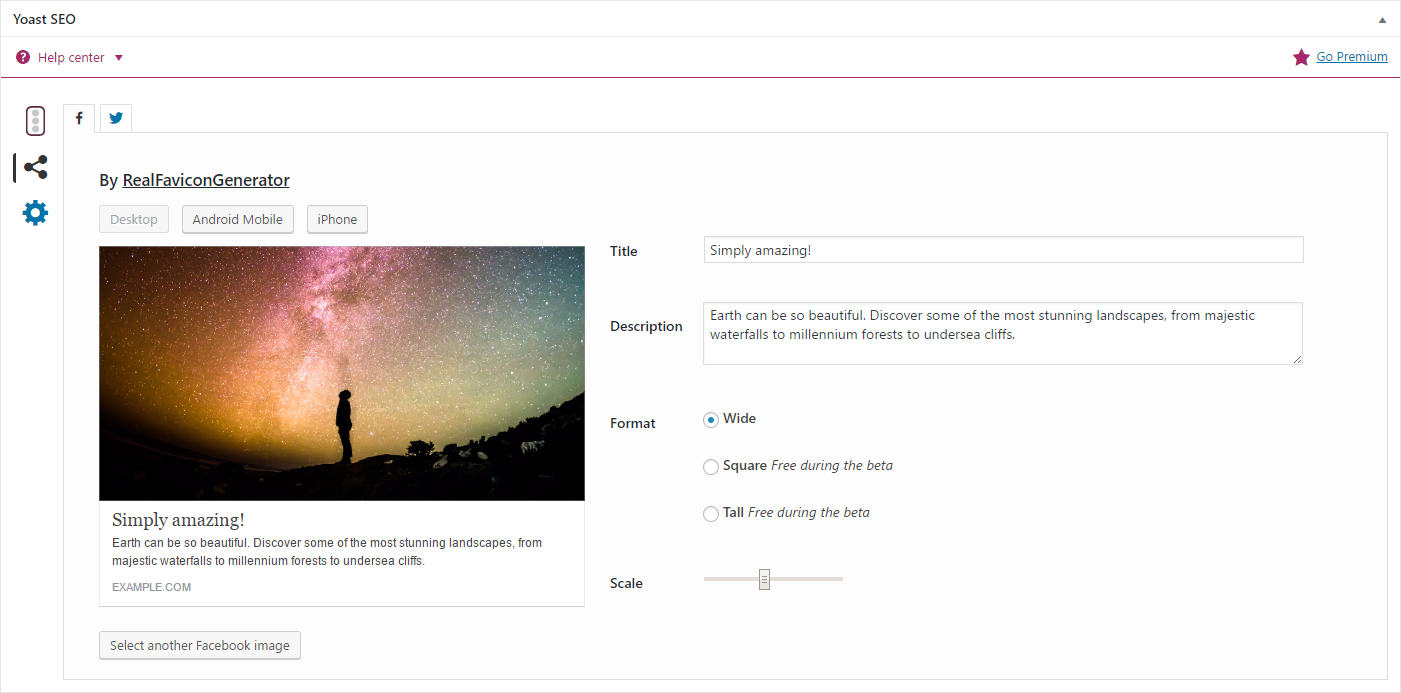 Yoast SEO
Help center
Go Premium
By RealFaviconGenerator
Desktop
Android Mobile
iPhone
Simply amazing!
Earth can be so beautiful. Discover some of the most stunning landscapes, from
majestic waterfalls to millennium forests to undersea cliffs.
EXAMPLE.COM
Select another Facebook image
Title
Simply amazing!
Description
Earth can be so beautiful. Discover some of the most stunning landscapes, from majestic
waterfalls to millennium forests to undersea cliffs.
Format
Wide
Square Free during the beta
Tall Free during the beta
Scale